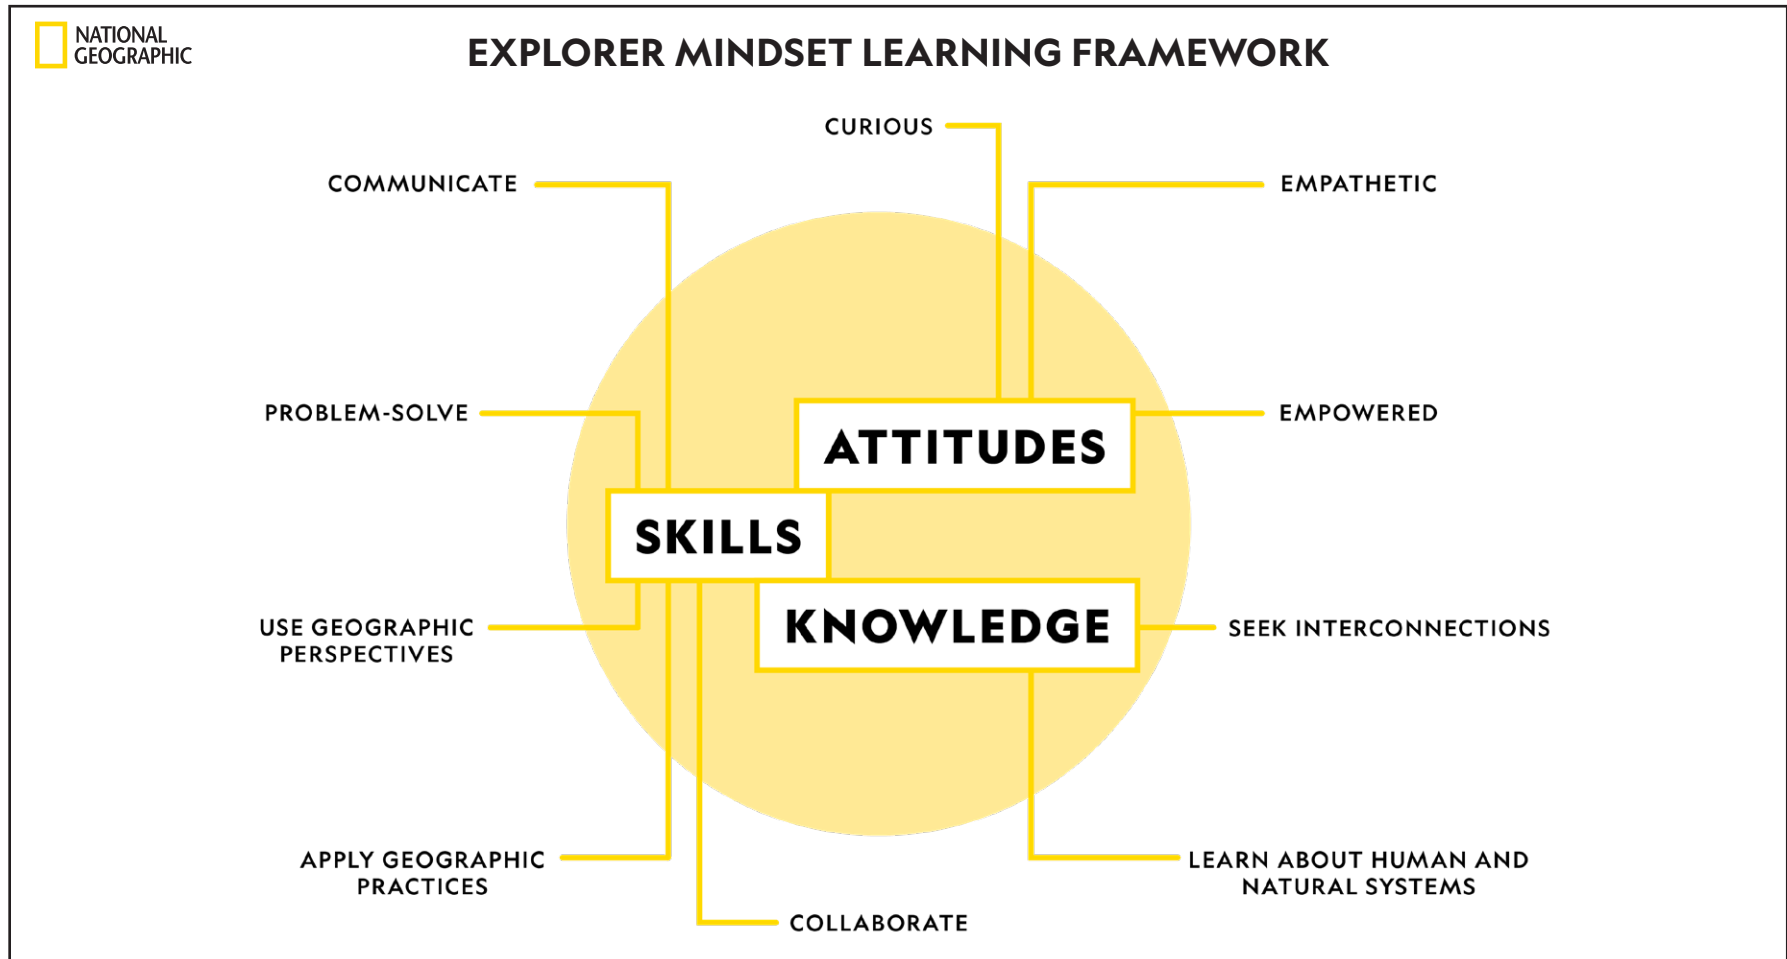 NATIONAL
GEOGRAPHIC
EXPLORER MINDSET LEARNING FRAMEWORK
CURIOUS
COMMUNICATE
EMPATHETIC
PROBLEM-SOLVE
EMPOWERED
ATTITUDES
SKILLS
KNOWLEDGE
USE GEOGRAPHIC
PERSPECTIVES
SEEK INTERCONNECTIONS
APPLY GEOGRAPHIC
PRACTICES
LEARN ABOUT HUMAN AND
NATURAL SYSTEMS
COLLABORATE